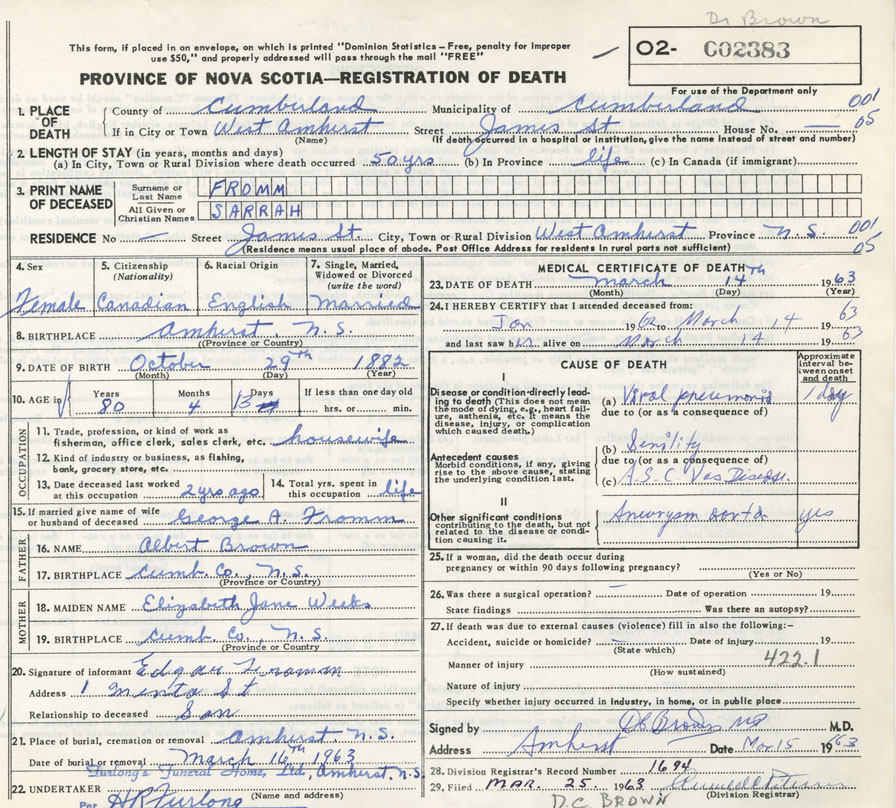 Dr Brown
This form, if placed in an envelope, on which is printed "Dominion Statistics – Free, penalty for improper
use $50," and properly addressed will pass through the mail "FREE"
O2- C02383
PROVINCE OF NOVA SCOTIA—REGISTRATION OF DEATH
For use of the Department only
1. PLACE OF DEATH County of Cumberland Municipality of Cumberland 001
If in City or Town West Amhurst Street James St House No. — 05
(Name) (If death occurred in a hospital or institution, give the name instead of street and number)
2. LENGTH OF STAY (in years, months and days)
(a) In City, Town or Rural Division where death occurred 50 yrs (b) In Province life (c) In Canada (if immigrant)
3. PRINT NAME OF DECEASED Surname or Last Name FROMM
All Given or Christian Names SARRAH
RESIDENCE No — Street James St. City, Town or Rural Division West Amhurst Province N.S. 001
(Residence means usual place of abode. Post Office Address for residents in rural parts not sufficient) 05
4. Sex 5. Citizenship (Nationality) 6. Racial Origin 7. Single, Married, Widowed or Divorced (write the word)
Female Canadian English Married
8. BIRTHPLACE Amhurst N.S.
(Province or Country)
9. DATE OF BIRTH October 29th 1882
(Month) (Day) (Year)
10. AGE in Years Months Days If less than one day old
80 4 13 hrs. or min.
OCCUPATION
11. Trade, profession, or kind of work as
fisherman, office clerk, sales clerk, etc. housewife
12. Kind of industry or business, as fishing,
bank, grocery store, etc.
13. Date deceased last worked at this occupation 2 yrs ago 14. Total yrs. spent in this occupation life
15. If married give name of wife
or husband of deceased George A. Fromm
FATHER
16. NAME Albert Brown
17. BIRTHPLACE Cumb. Co., N.S.
(Province or Country)
MOTHER
18. MAIDEN NAME Elizabeth Jane Weeks
19. BIRTHPLACE Cumb Co., N.S.
(Province or Country)
20. Signature of informant Edgar
Address 1 St
Relationship to deceased Son
21. Place of burial, cremation or removal Amhurst N.S.
Date of burial or removal March 16th 1963
Furlong's Funeral Home, Ltd, Amhurst, N.S.
22. UNDERTAKER (Name and address)
Per H R Furlong
MEDICAL CERTIFICATE OF DEATH
23. DATE OF DEATH March 14th 1963
(Month) (Day) (Year)
24. I HEREBY CERTIFY that I attended deceased from:
Jan 1962 to March 14 63
and last saw h alive on March 14 1963
CAUSE OF DEATH
Approximate interval between onset and death
I
Disease or condition directly leading
to death (This does not mean
the mode of dying, e.g., heart failure,
asthenia, etc. It means the
disease, injury, or complication
which caused death.)
(a) Viral pneumonia 1 day
due to (or as a consequence of
Antecedent causes
Morbid conditions, if any, giving
rise to the above cause, stating
the underlying condition last.
(b) Senility
due to (or as a consequence of)
(c) A.S.C. Vas Disease.
II
Other significant conditions
contributing to the death, but not
related to the disease or condition
causing it.
Aneurysm aorta yes
25. If a woman, did the death occur during
pregnancy or within 90 days following pregnancy?
(Yes or No)
26. Was there a surgical operation? — Date of operation 19
State findings Was there an autopsy?
27. If death was due to external causes (violence) fill in also the following:–
Accident, suicide or homicide? — Date of injury 19
(State which)
422.1
Manner of injury
(How sustained)
Nature of injury
Specify whether injury occurred in industry, in home, or in public place
Signed by DC Brown MD M.D.
Address Amherst Date Mar 15 1963
28. Division Registrar's Record Number 1694
29. Filed MAR. 25. 1963
(Division Registrar)
D.C BROWN